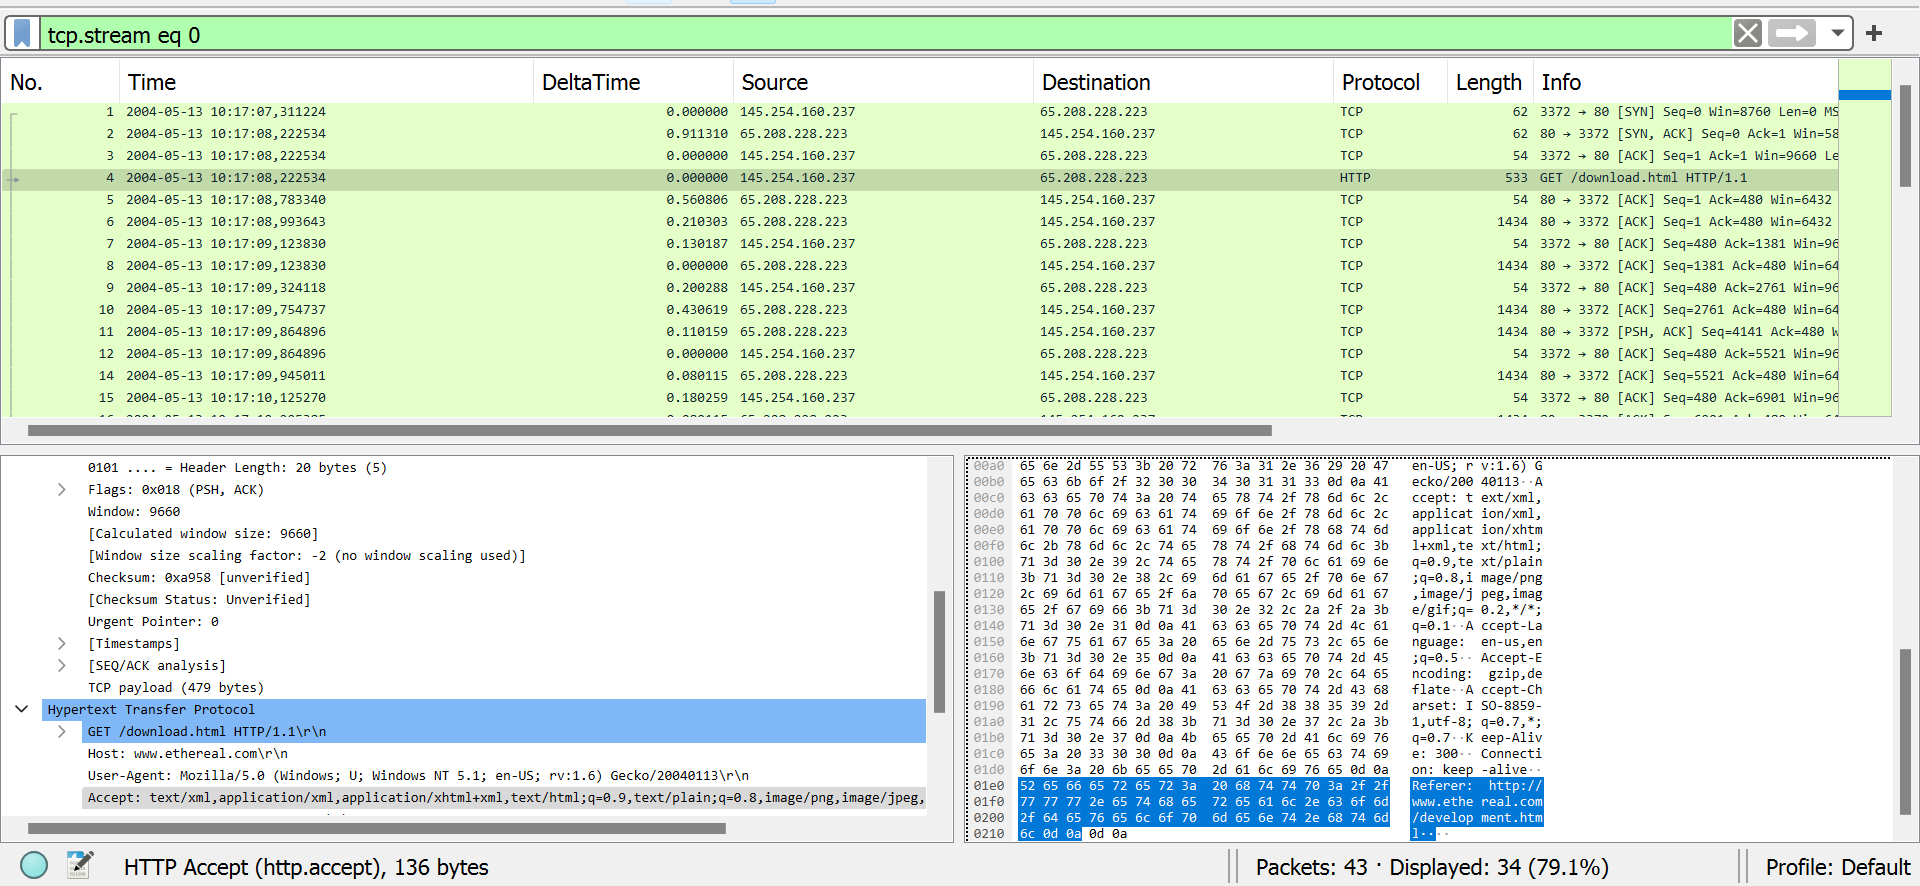 tcp.stream eq 0
No. Time DeltaTime Source Destination Protocol Length Info
1 2004-05-13 10:17:07,311224 0.000000 145.254.160.237 65.208.228.223 TCP 62 3372 → 80 [SYN] Seq=0 Win=8760 Len=0 MS
2 2004-05-13 10:17:08,222534 0.911310 65.208.228.223 145.254.160.237 TCP 62 80 → 3372 [SYN, ACK] Seq=0 Ack=1 Win=58
3 2004-05-13 10:17:08,222534 0.000000 145.254.160.237 65.208.228.223 TCP 54 3372 → 80 [ACK] Seq=1 Ack=1 Win=9660 Le
4 2004-05-13 10:17:08,222534 0.000000 145.254.160.237 65.208.228.223 HTTP 533 GET /download.html HTTP/1.1
5 2004-05-13 10:17:08,783340 0.560806 65.208.228.223 145.254.160.237 TCP 54 80 → 3372 [ACK] Seq=1 Ack=480 Win=6432
6 2004-05-13 10:17:08,993643 0.210303 65.208.228.223 145.254.160.237 TCP 1434 80 → 3372 [ACK] Seq=1 Ack=480 Win=6432
7 2004-05-13 10:17:09,123830 0.130187 145.254.160.237 65.208.228.223 TCP 54 3372 → 80 [ACK] Seq=480 Ack=1381 Win=96
8 2004-05-13 10:17:09,123830 0.000000 65.208.228.223 145.254.160.237 TCP 1434 80 → 3372 [ACK] Seq=1381 Ack=480 Win=64
9 2004-05-13 10:17:09,324118 0.200288 145.254.160.237 65.208.228.223 TCP 54 3372 → 80 [ACK] Seq=480 Ack=2761 Win=96
10 2004-05-13 10:17:09,754737 0.430619 65.208.228.223 145.254.160.237 TCP 1434 80 → 3372 [ACK] Seq=2761 Ack=480 Win=64
11 2004-05-13 10:17:09,864896 0.110159 65.208.228.223 145.254.160.237 TCP 1434 80 → 3372 [PSH, ACK] Seq=4141 Ack=480 W
12 2004-05-13 10:17:09,864896 0.000000 145.254.160.237 65.208.228.223 TCP 54 3372 → 80 [ACK] Seq=480 Ack=5521 Win=96
14 2004-05-13 10:17:09,945011 0.080115 65.208.228.223 145.254.160.237 TCP 1434 80 → 3372 [ACK] Seq=5521 Ack=480 Win=64
15 2004-05-13 10:17:10,125270 0.180259 145.254.160.237 65.208.228.223 TCP 54 3372 → 80 [ACK] Seq=480 Ack=6901 Win=96
0101 .... = Header Length: 20 bytes (5)
Flags: 0x018 (PSH, ACK)
Window: 9660
[Calculated window size: 9660]
[Window size scaling factor: -2 (no window scaling used)]
Checksum: 0xa958 [unverified]
[Checksum Status: Unverified]
Urgent Pointer: 0
[Timestamps]
[SEQ/ACK analysis]
TCP payload (479 bytes)
Hypertext Transfer Protocol
GET /download.html HTTP/1.1\r\n
Host: www.ethereal.com\r\n
User-Agent: Mozilla/5.0 (Windows; U; Windows NT 5.1; en-US; rv:1.6) Gecko/20040113\r\n
Accept: text/xml,application/xml,application/xhtml+xml,text/html;q=0.9,text/plain;q=0.8,image/png,image/jpeg,
00a0 65 6e 2d 55 53 3b 20 72 76 3a 31 2e 36 29 20 47 en-US; r v:1.6) G
00b0 65 63 6b 6f 2f 32 30 30 34 30 31 31 33 0d 0a 41 ecko/200 40113··A
00c0 63 63 65 70 74 3a 20 74 65 78 74 2f 78 6d 6c 2c ccept: t ext/xml,
00d0 61 70 70 6c 69 63 61 74 69 6f 6e 2f 78 6d 6c 2c applicat ion/xml,
00e0 61 70 70 6c 69 63 61 74 69 6f 6e 2f 78 68 74 6d applicat ion/xhtm
00f0 6c 2b 78 6d 6c 2c 74 65 78 74 2f 68 74 6d 6c 3b l+xml,te xt/html;
0100 71 3d 30 2e 39 2c 74 65 78 74 2f 70 6c 61 69 6e q=0.9,te xt/plain
0110 3b 71 3d 30 2e 38 2c 69 6d 61 67 65 2f 70 6e 67 ;q=0.8,i mage/png
0120 2c 69 6d 61 67 65 2f 6a 70 65 67 2c 69 6d 61 67 ,image/j peg,imag
0130 65 2f 67 69 66 3b 71 3d 30 2e 32 2c 2a 2f 2a 3b e/gif;q= 0.2,*/*;
0140 71 3d 30 2e 31 0d 0a 41 63 63 65 70 74 2d 4c 61 q=0.1··A ccept-La
0150 6e 67 75 61 67 65 3a 20 65 6e 2d 75 73 2c 65 6e nguage: en-us,en
0160 3b 71 3d 30 2e 35 0d 0a 41 63 63 65 70 74 2d 45 ;q=0.5·· Accept-E
0170 6e 63 6f 64 69 6e 67 3a 20 67 7a 69 70 2c 64 65 ncoding: gzip,de
0180 66 6c 61 74 65 0d 0a 41 63 63 65 70 74 2d 43 68 flate··A ccept-Ch
0190 61 72 73 65 74 3a 20 49 53 4f 2d 38 38 35 39 2d arset: I SO-8859-
01a0 31 2c 75 74 66 2d 38 3b 71 3d 30 2e 37 2c 2a 3b 1,utf-8; q=0.7,*;
01b0 71 3d 30 2e 37 0d 0a 4b 65 65 70 2d 41 6c 69 76 q=0.7··K eep-Aliv
01c0 65 3a 20 33 30 30 0d 0a 43 6f 6e 6e 65 63 74 69 e: 300·· Connecti
01d0 6f 6e 3a 20 6b 65 65 70 2d 61 6c 69 76 65 0d 0a on: keep -alive··
01e0 52 65 66 65 72 65 72 3a 20 68 74 74 70 3a 2f 2f Referer: http://
01f0 77 77 77 2e 65 74 68 65 72 65 61 6c 2e 63 6f 6d www.ethe real.com
0200 2f 64 65 76 65 6c 6f 70 6d 65 6e 74 2e 68 74 6d /develop ment.htm
0210 6c 0d 0a 0d 0a l····
HTTP Accept (http.accept), 136 bytes
Packets: 43 · Displayed: 34 (79.1%)
Profile: Default